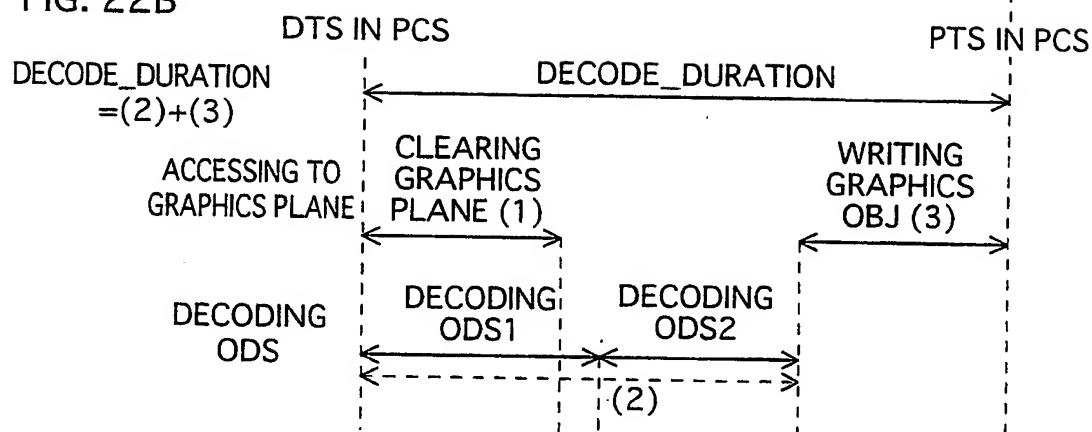 FIG. 22B
DTS IN PCS
PTS IN PCS
DECODE_DURATION
=(2)+(3)
DECODE_DURATION
ACCESSING TO
GRAPHICS PLANE
CLEARING
GRAPHICS
PLANE (1)
WRITING
GRAPHICS
OBJ (3)
DECODING
ODS
DECODING
ODS1
DECODING
ODS2
(2)